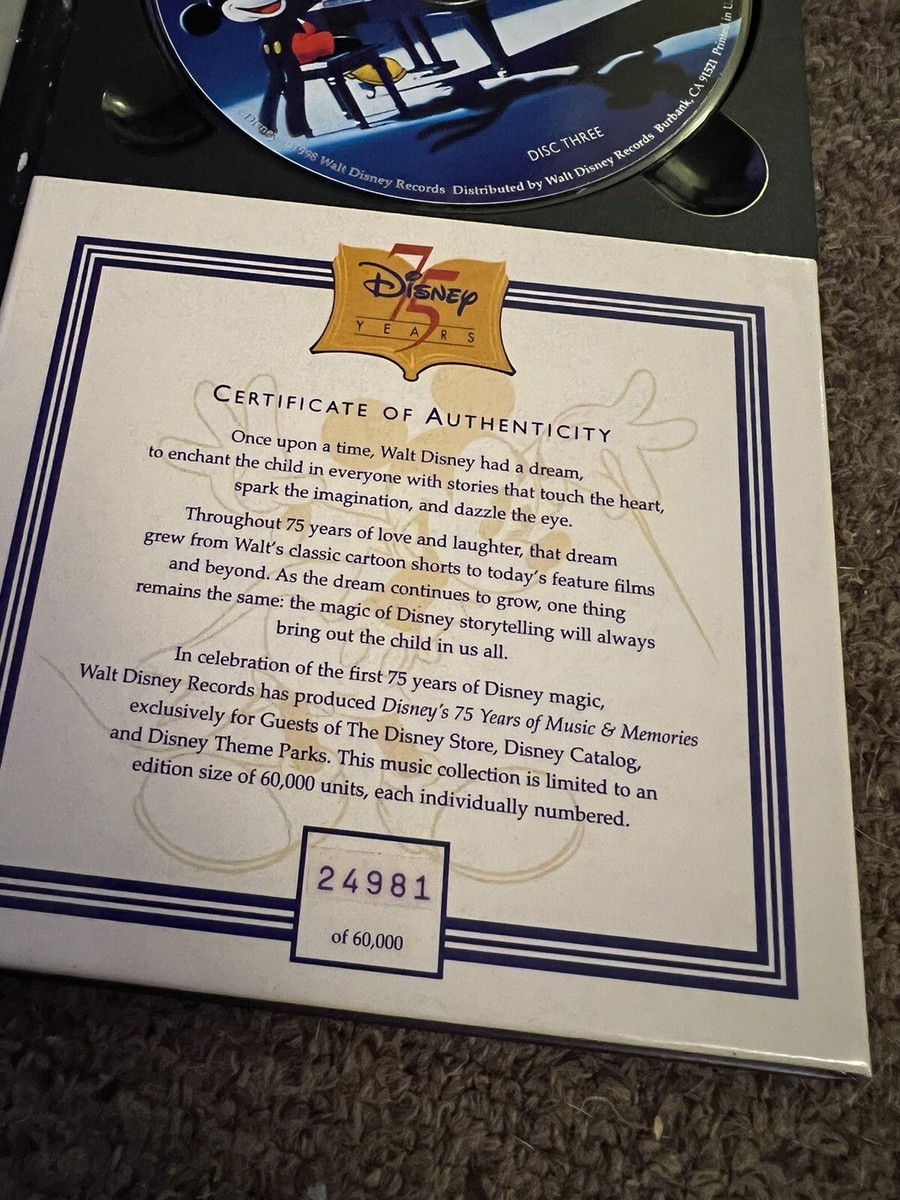 Disney ©1998 Walt Disney Records Distributed by Walt Disney Records Burbank, CA 91521 Printed in U.
DISC THREE
75
Disney
YEARS
CERTIFICATE OF AUTHENTICITY
Once upon a time, Walt Disney had a dream,
to enchant the child in everyone with stories that touch the heart,
spark the imagination, and dazzle the eye.
Throughout 75 years of love and laughter, that dream
grew from Walt's classic cartoon shorts to today's feature films
and beyond. As the dream continues to grow, one thing
remains the same: the magic of Disney storytelling will always
bring out the child in us all.
In celebration of the first 75 years of Disney magic,
Walt Disney Records has produced Disney's 75 Years of Music & Memories
exclusively for Guests of The Disney Store, Disney Catalog,
and Disney Theme Parks. This music collection is limited to an
edition size of 60,000 units, each individually numbered.
24981
of 60,000